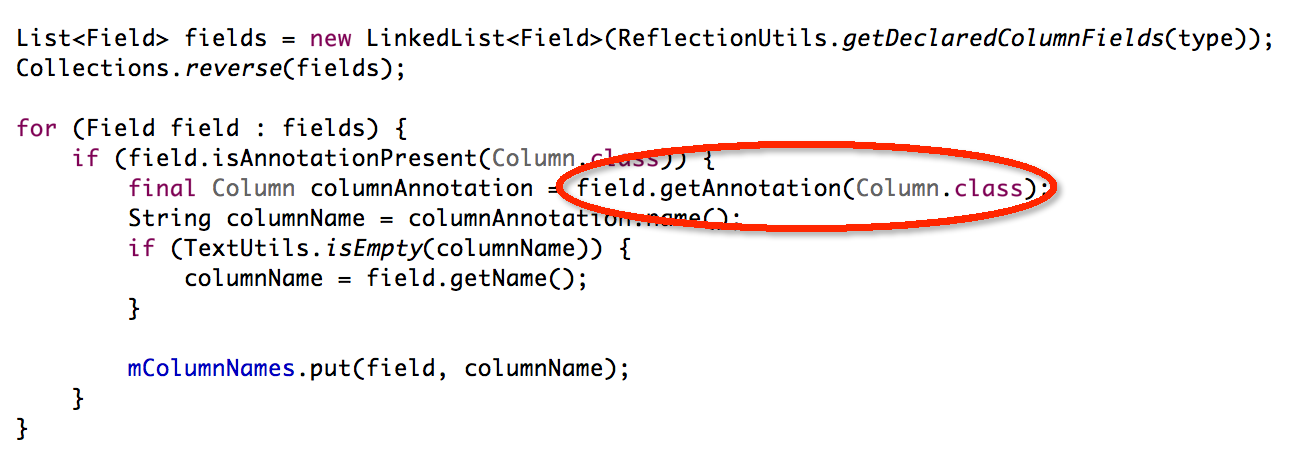 List<Field> fields = new LinkedList<Field>(ReflectionUtils.getDeclaredColumnFields(type));
Collections.reverse(fields);
for (Field field : fields) {
if (field.isAnnotationPresent(Column.class)) {
final Column columnAnnotation = field.getAnnotation(Column.class);
String columnName = columnAnnotation.name();
if (TextUtils.isEmpty(columnName)) {
columnName = field.getName();
}
mColumnNames.put(field, columnName);
}
}